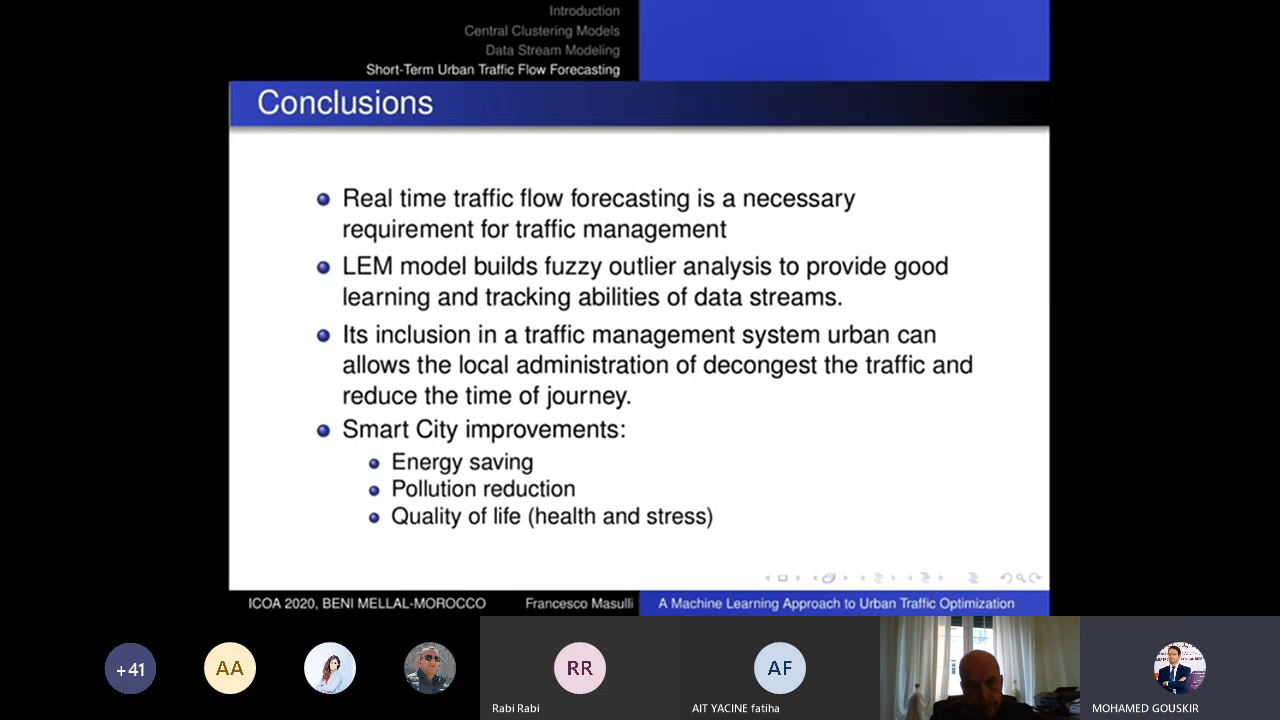 Introduction
Central Clustering Models
Data Stream Modeling
Short-Term Urban Traffic Flow Forecasting
Conclusions
Real time traffic flow forecasting is a necessary
requirement for traffic management
LEM model builds fuzzy outlier analysis to provide good
learning and tracking abilities of data streams.
Its inclusion in a traffic management system urban can
allows the local administration of decongest the traffic and
reduce the time of journey.
Smart City improvements:
Energy saving
Pollution reduction
Quality of life (health and stress)
ICOA 2020, BENI MELLAL-MOROCCO
Francesco Masulli
A Machine Learning Approach to Urban Traffic Optimization
+41
AA
RR
AF
Rabi Rabi
AIT YACINE fatiha
MOHAMED GOUSKIR